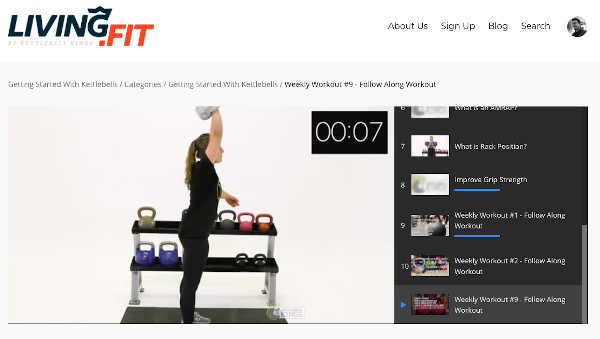 LIVING
.FIT
BY KETTLEBELL KINGS
About Us Sign Up Blog Search
Getting Started With Kettlebells / Categories / Getting Started With Kettlebells / Weekly Workout #9 - Follow Along Workout
00:07
6 What is an AMRAP?
7 What is Rack Position?
8 Improve Grip Strength
9 Weekly Workout #1 - Follow Along
Workout
10 Weekly Workout #2 - Follow Along
Workout
Weekly Workout #9 - Follow Along
Workout
KINGS